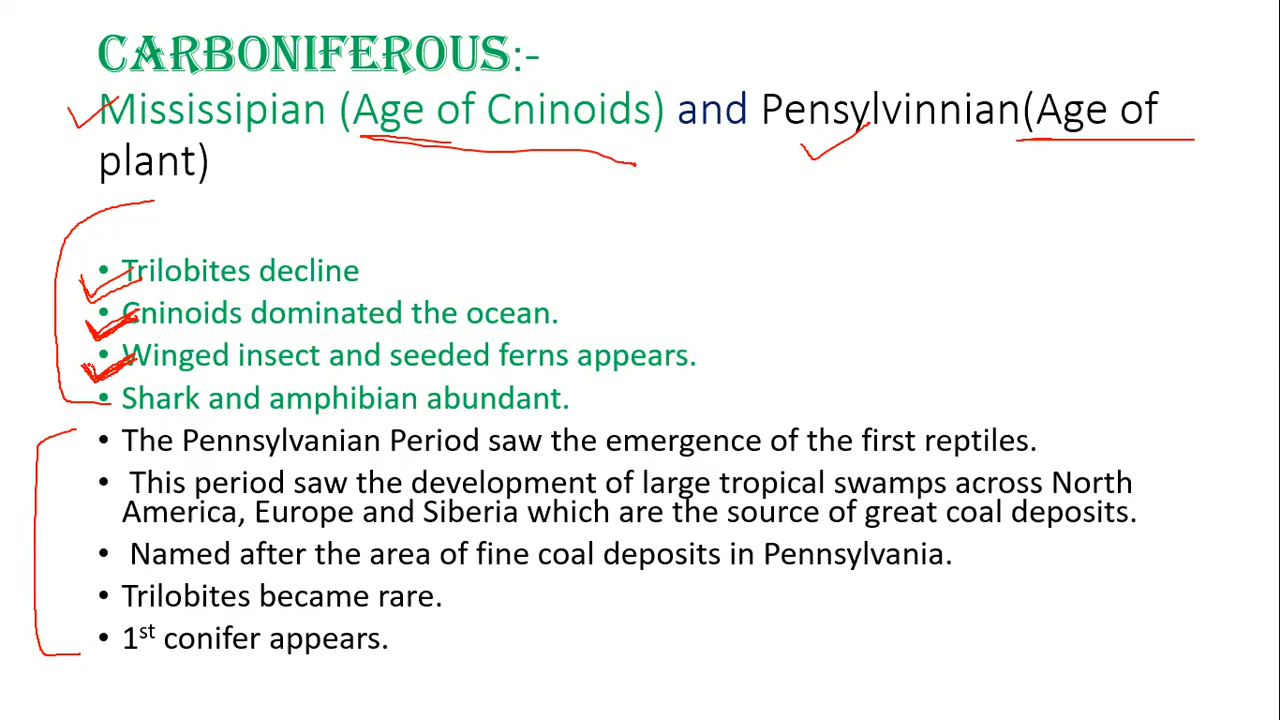 CARBONIFEROUS:-
Mississipian (Age of Cninoids) and Pensylvinnian(Age of
plant)
• Trilobites decline
• Cninoids dominated the ocean.
• Winged insect and seeded ferns appears.
• Shark and amphibian abundant.
• The Pennsylvanian Period saw the emergence of the first reptiles.
• This period saw the development of large tropical swamps across North
America, Europe and Siberia which are the source of great coal deposits.
• Named after the area of fine coal deposits in Pennsylvania.
• Trilobites became rare.
• 1st conifer appears.